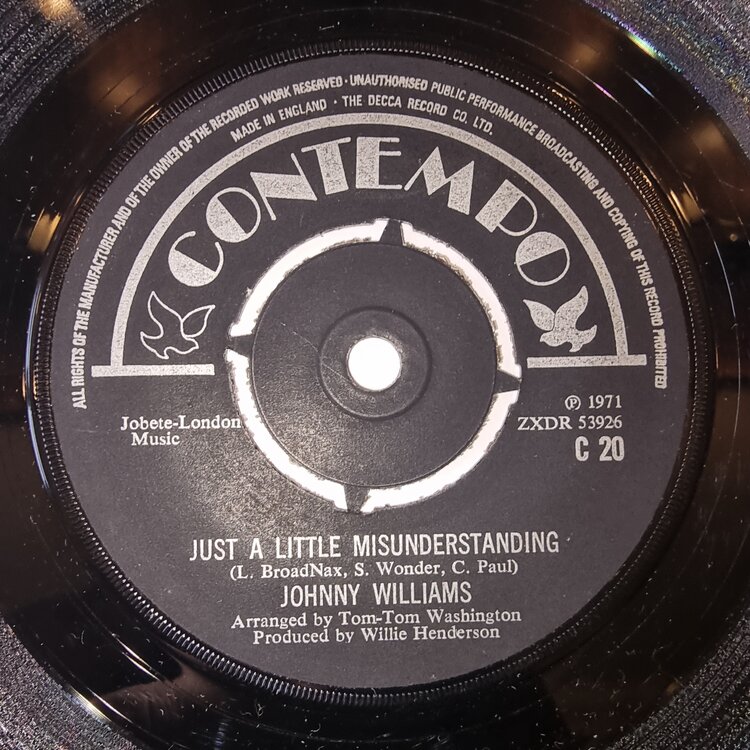 ALL RIGHTS OF THE MANUFACTURER AND OF THE OWNER OF THE RECORDED WORK RESERVED · UNAUTHORISED PUBLIC PERFORMANCE BROADCASTING AND COPYING OF THIS RECORD PROHIBITED
MADE IN ENGLAND · THE DECCA RECORD CO. LTD.
CONTEMPO
Jobete-London
Music
℗ 1971
ZXDR 53926
C 20
JUST A LITTLE MISUNDERSTANDING
(L. BroadNax, S. Wonder, C. Paul)
JOHNNY WILLIAMS
Arranged by Tom-Tom Washington
Produced by Willie Henderson